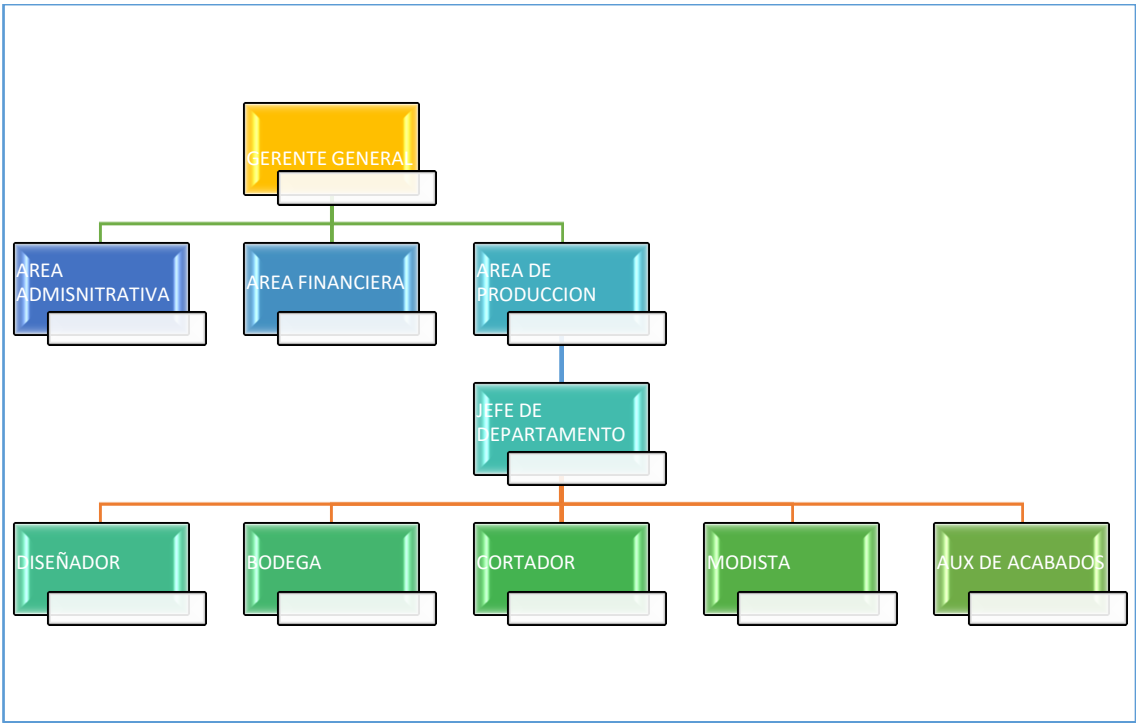 GERENTE GENERAL
AREA
ADMISNITRATIVA
AREA FINANCIERA
AREA DE
PRODUCCION
JEFE DE
DEPARTAMENTO
DISEÑADOR
BODEGA
CORTADOR
MODISTA
AUX DE ACABADOS